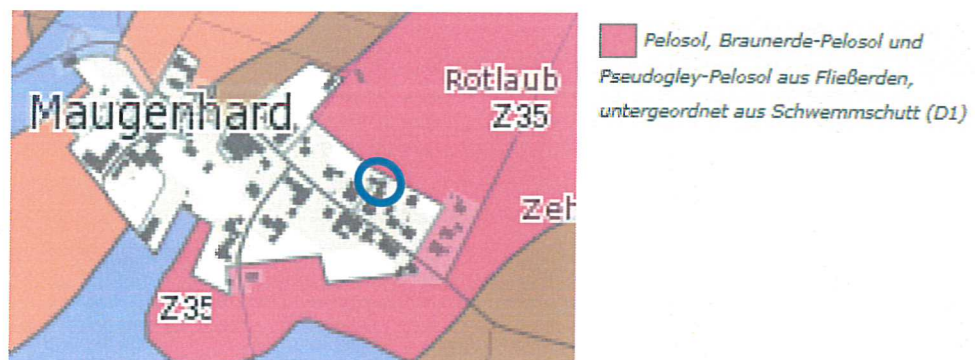 Maugenhard
Rotlaub
Z35
Zeh
Z35
Pelosol, Braunerde-Pelosol und
Pseudogley-Pelosol aus Fließerden,
untergeordnet aus Schwemmschutt (D1)